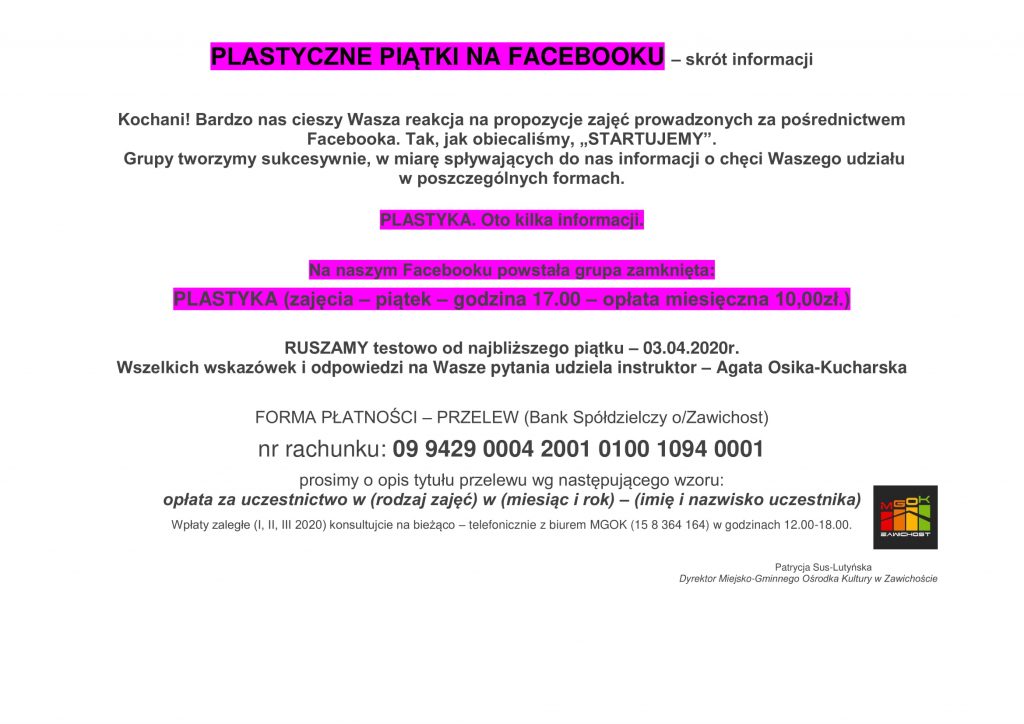 PLASTYCZNE PIĄTKI NA FACEBOOKU – skrót informacji
Kochani! Bardzo nas cieszy Wasza reakcja na propozycje zajęć prowadzonych za pośrednictwem
Facebooka. Tak, jak obiecaliśmy, „STARTUJEMY”.
Grupy tworzymy sukcesywnie, w miarę spływających do nas informacji o chęci Waszego udziału
w poszczególnych formach.
PLASTYKA. Oto kilka informacji.
Na naszym Facebooku powstała grupa zamknięta:
PLASTYKA (zajęcia – piątek – godzina 17.00 – opłata miesięczna 10,00zł.)
RUSZAMY testowo od najbliższego piątku – 03.04.2020r.
Wszelkich wskazówek i odpowiedzi na Wasze pytania udziela instruktor – Agata Osika-Kucharska
FORMA PŁATNOŚCI – PRZELEW (Bank Spółdzielczy o/Zawichost)
nr rachunku: 09 9429 0004 2001 0100 1094 0001
prosimy o opis tytułu przelewu wg następującego wzoru:
opłata za uczestnictwo w (rodzaj zajęć) w (miesiąc i rok) – (imię i nazwisko uczestnika)
Wpłaty zaległe (I, II, III 2020) konsultujcie na bieżąco – telefonicznie z biurem MGOK (15 8 364 164) w godzinach 12.00-18.00.
MGOK
ZAWICHOST
Patrycja Sus-Lutyńska
Dyrektor Miejsko-Gminnego Ośrodka Kultury w Zawichoście